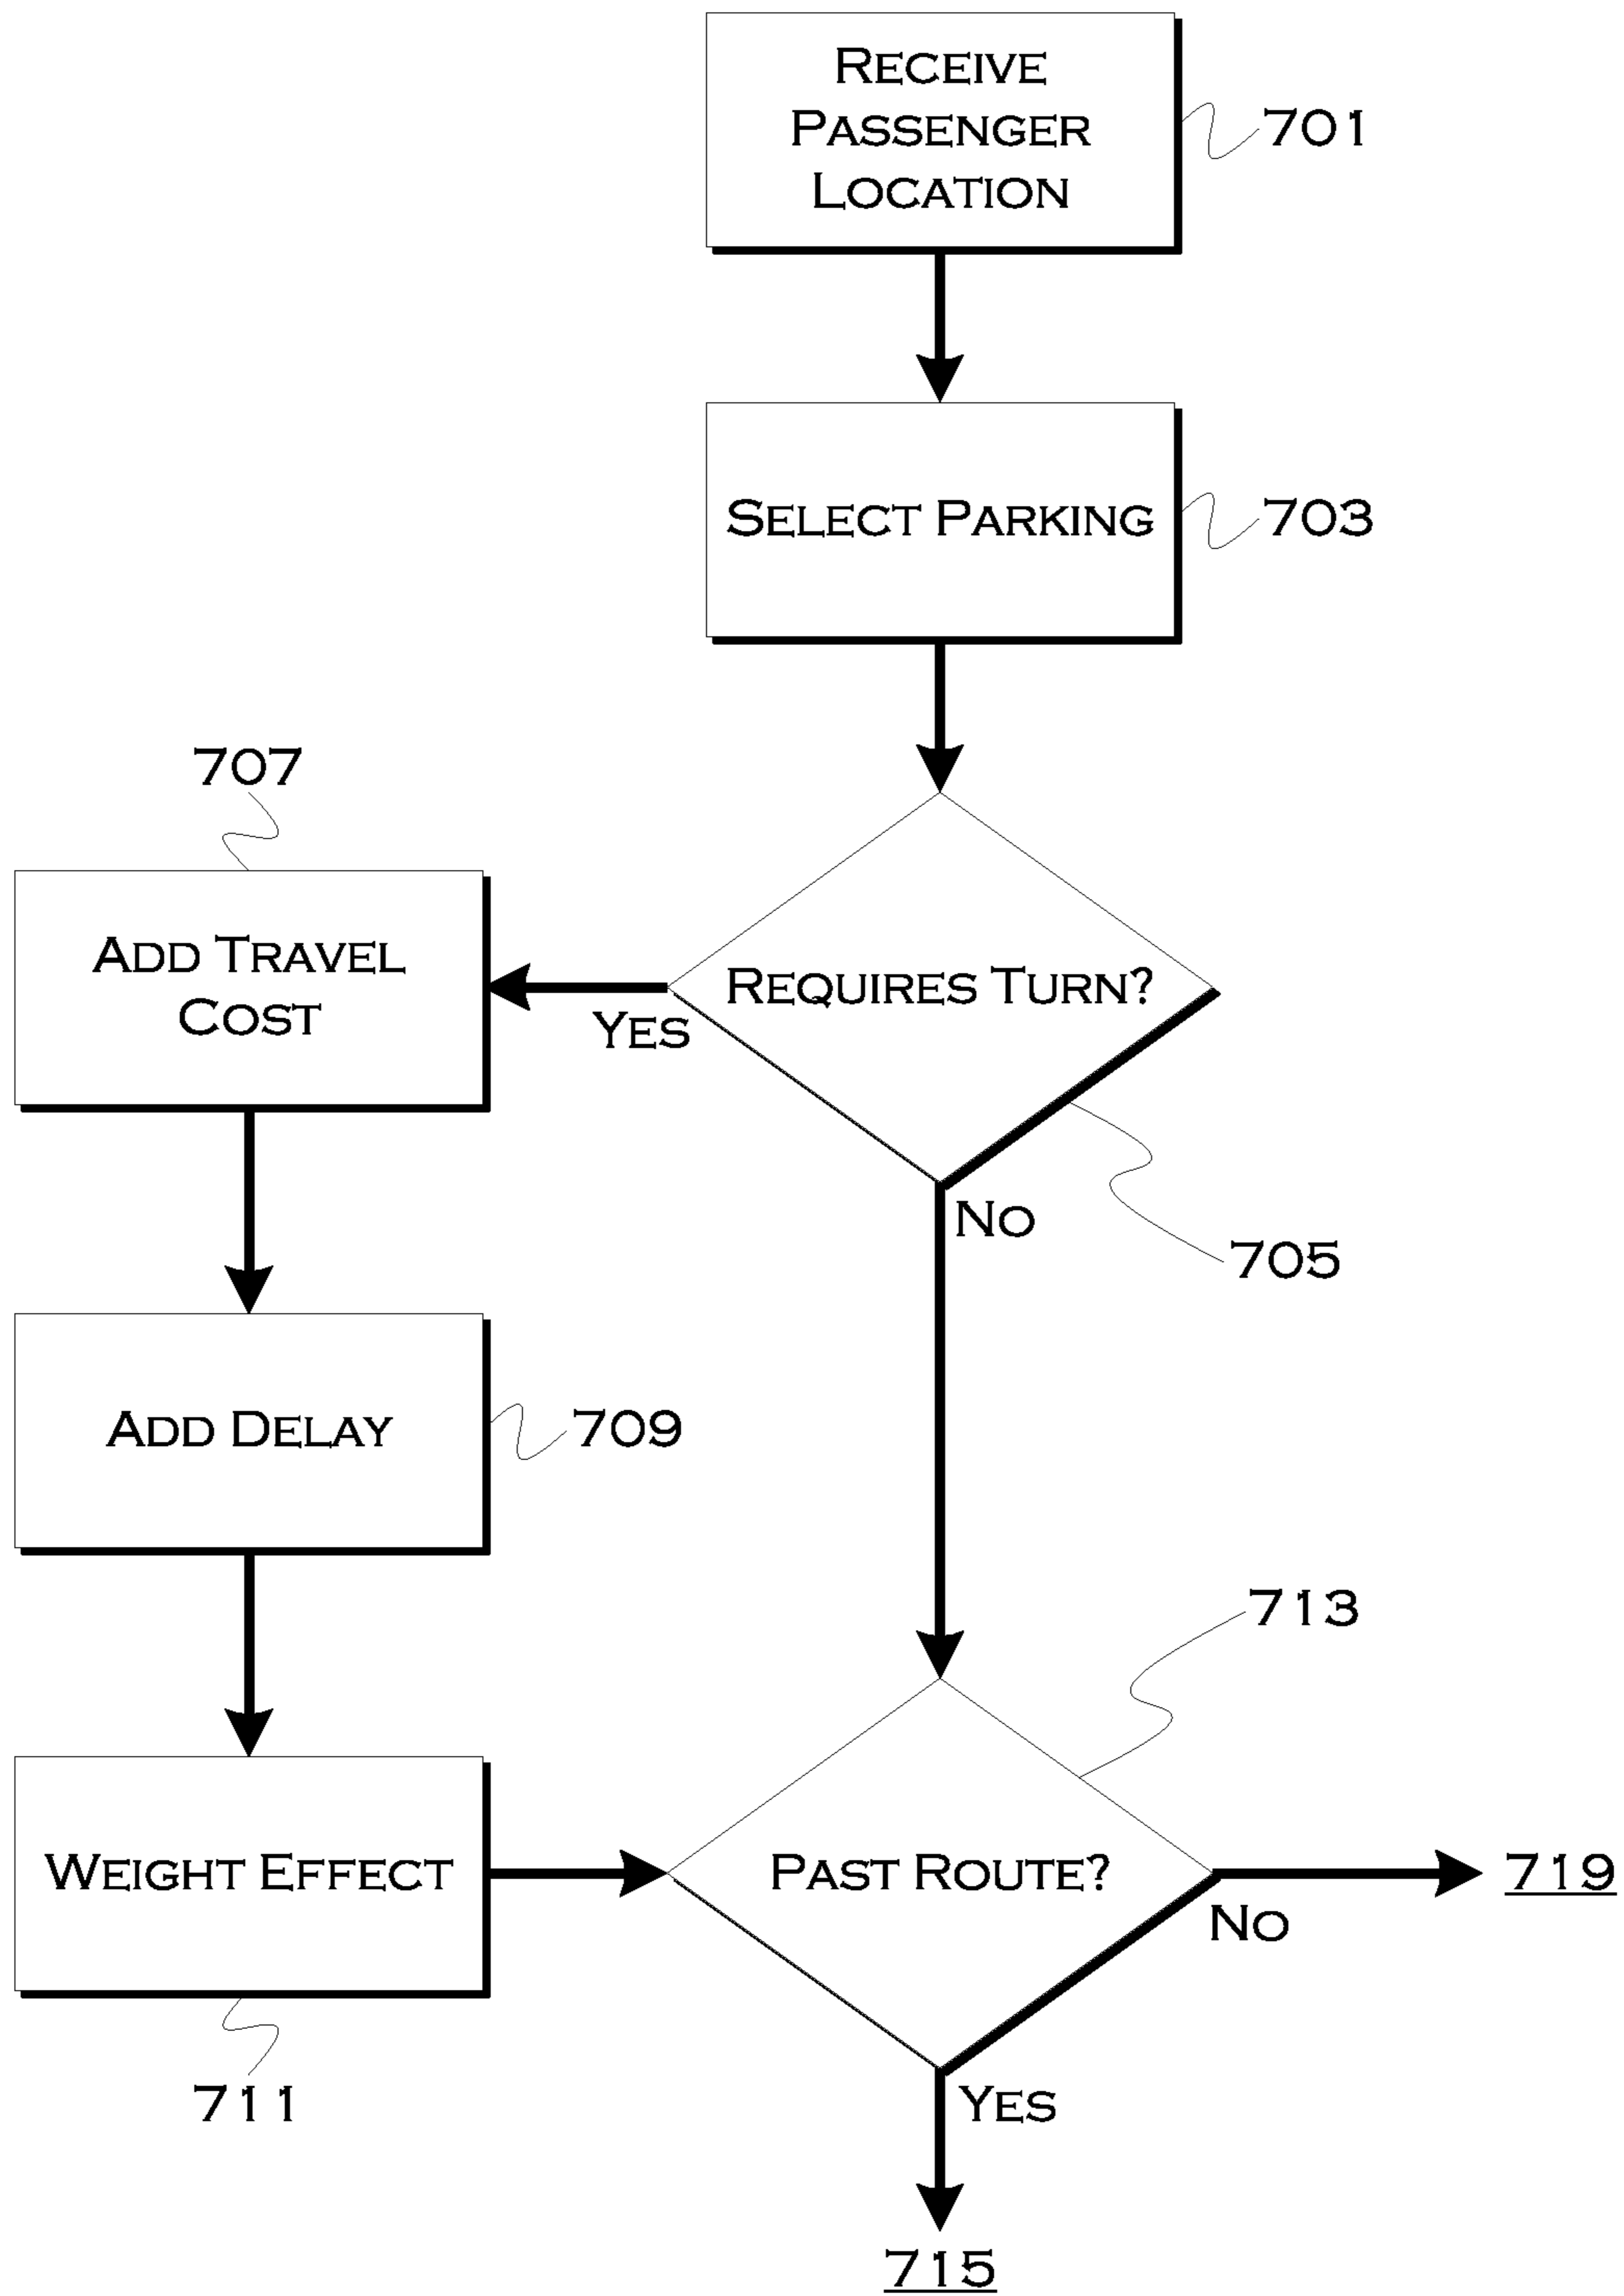 RECEIVE
PASSENGER
LOCATION
701
SELECT PARKING
703
707
ADD TRAVEL
COST
REQUIRES TURN?
YES
NO
705
ADD DELAY
709
713
WEIGHT EFFECT
PAST ROUTE?
719
NO
711
YES
715